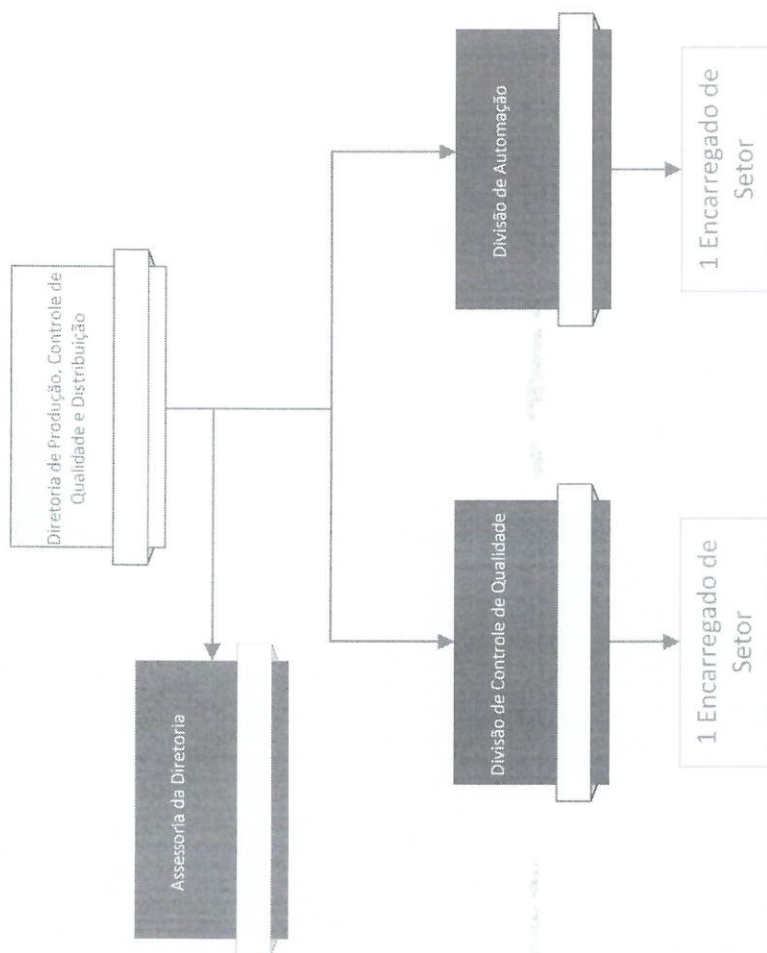 Diretoria de Produção, Controle de
Qualidade e Distribuição
Assessoria da Diretoria
Divisão de Controle de Qualidade
1 Encarregado de
Setor
Divisão de Automação
1 Encarregado de
Setor